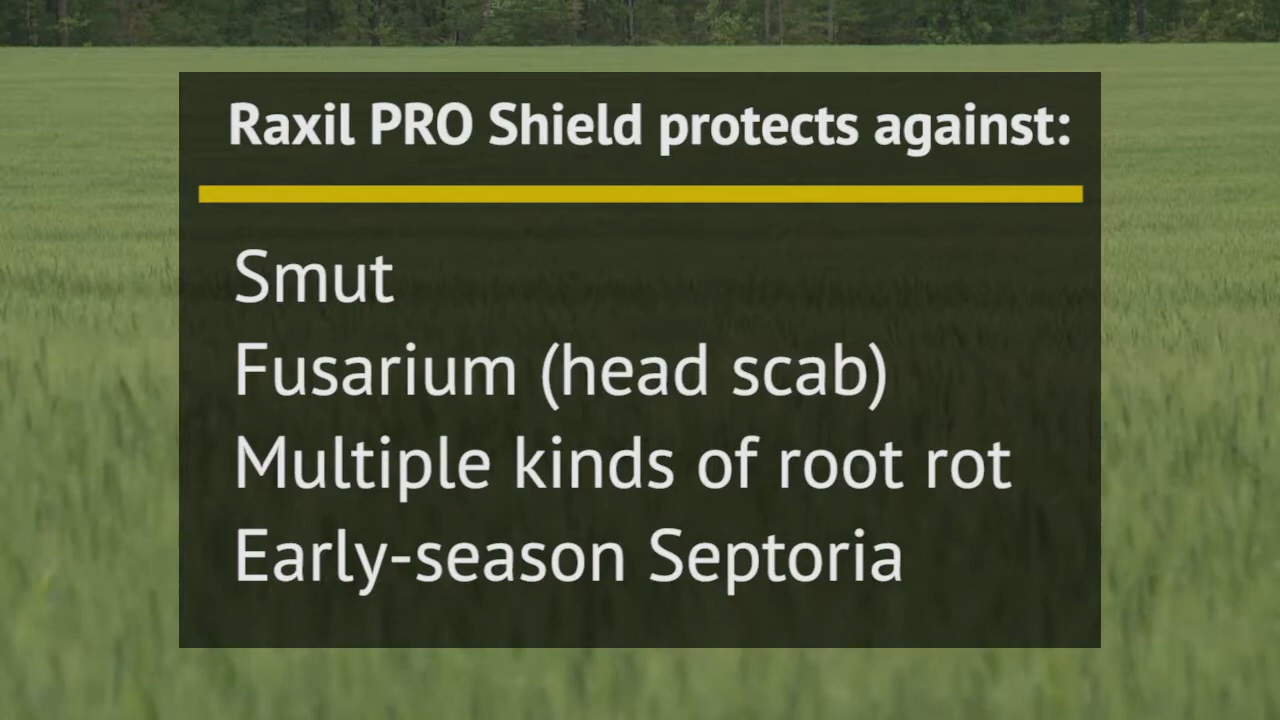 Raxil PRO Shield protects against:
Smut
Fusarium (head scab)
Multiple kinds of root rot
Early-season Septoria